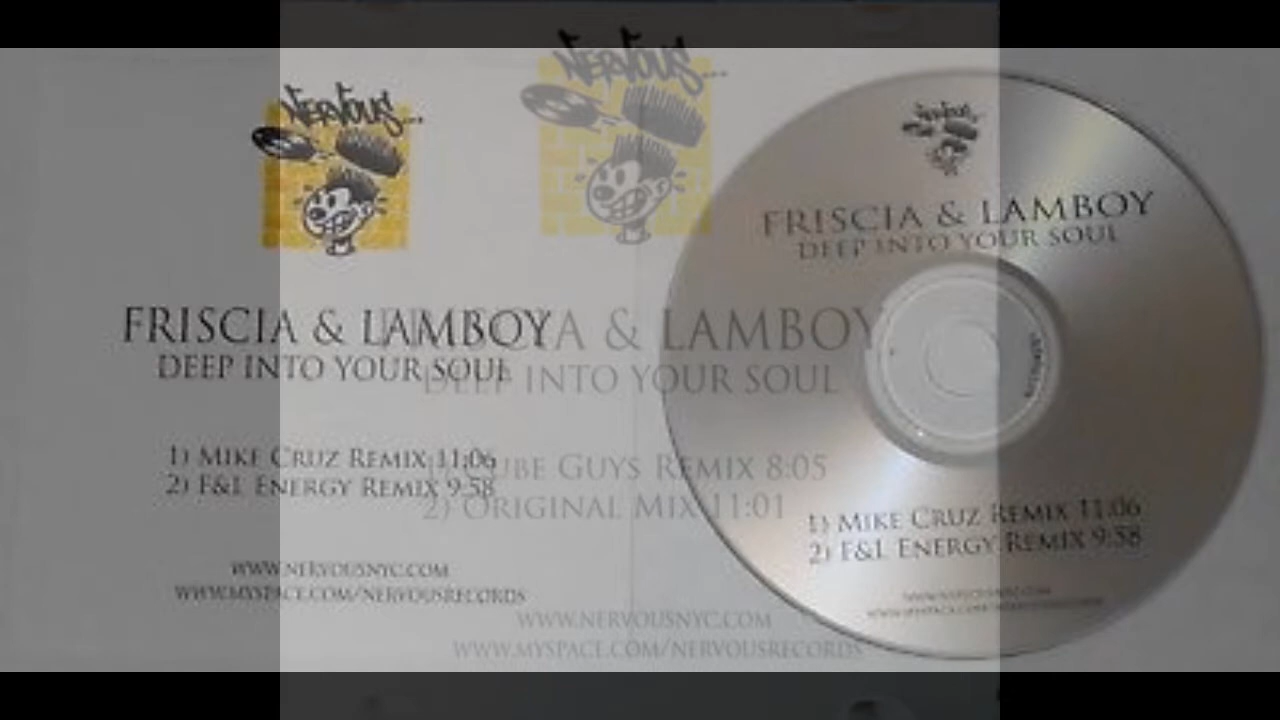 NERVOUS...
FRISCIA & LAMBOY
DEEP INTO YOUR SOUL
1) MIKE CRUZ REMIX 11:06
2) F&L ENERGY REMIX 9:58
WWW.NERVOUSNYC.COM
WWW.MYSPACE.COM/NERVOUSRECORDS
NERVOUS...
FRISCIA & LAMBOY
DEEP INTO YOUR SOUL
1) MIKE CRUZ REMIX 11:06
2) F&L ENERGY REMIX 9:58
NERVOUS...
A & LAMBOY
DEEP INTO YOUR SOUL
GUYS REMIX 8:05
2) ORIGINAL MIX 11:01
WWW.NERVOUSNYC.COM
WWW.MYSPACE.COM/NERVOUSRECORDS